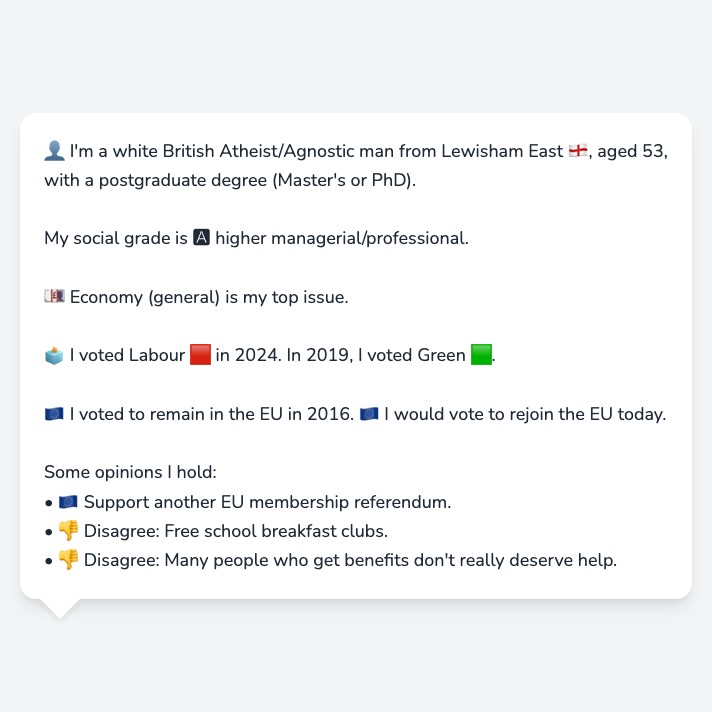 👤 I'm a white British Atheist/Agnostic man from Lewisham East 🏴󠁧󠁢󠁥󠁮󠁧󠁿, aged 53,
with a postgraduate degree (Master's or PhD).
My social grade is 🅰 higher managerial/professional.
💷 Economy (general) is my top issue.
🗳️ I voted Labour 🟥 in 2024. In 2019, I voted Green 🟩.
🇪🇺 I voted to remain in the EU in 2016. 🇪🇺 I would vote to rejoin the EU today.
Some opinions I hold:
• 🇪🇺 Support another EU membership referendum.
• 👎 Disagree: Free school breakfast clubs.
• 👎 Disagree: Many people who get benefits don't really deserve help.